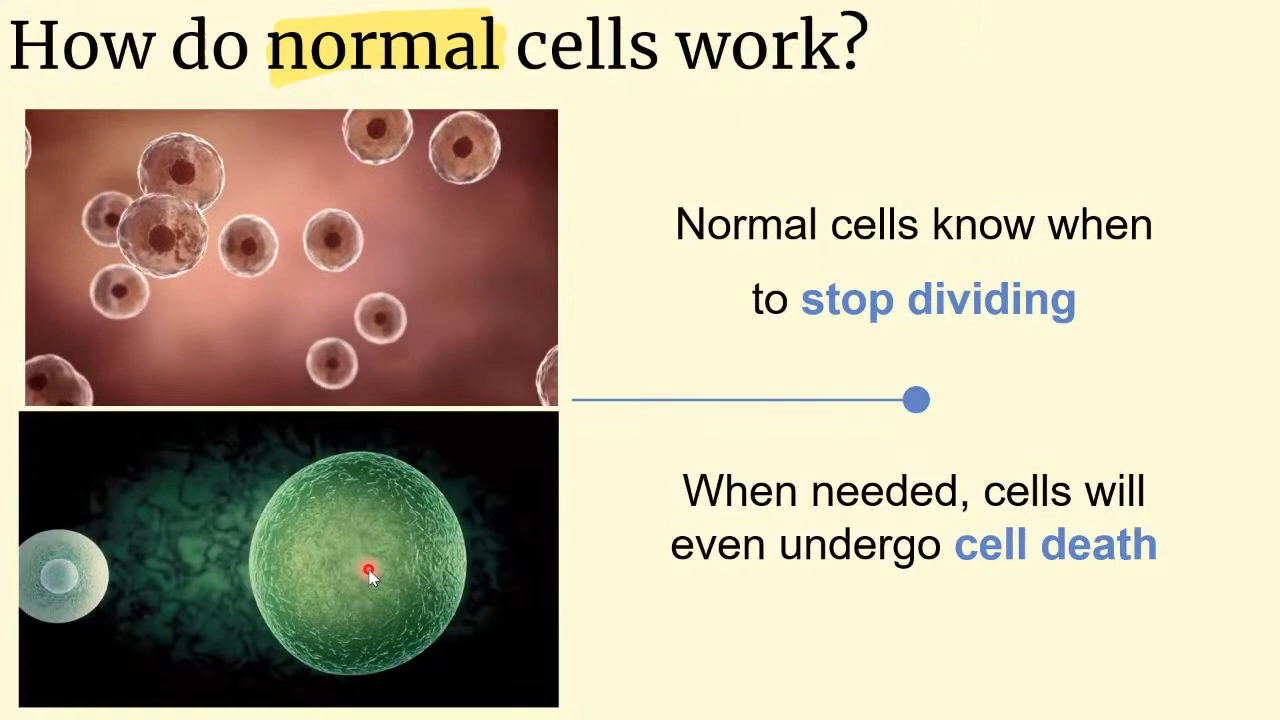 How do normal cells work?
Normal cells know when
to stop dividing
When needed, cells will
even undergo cell death